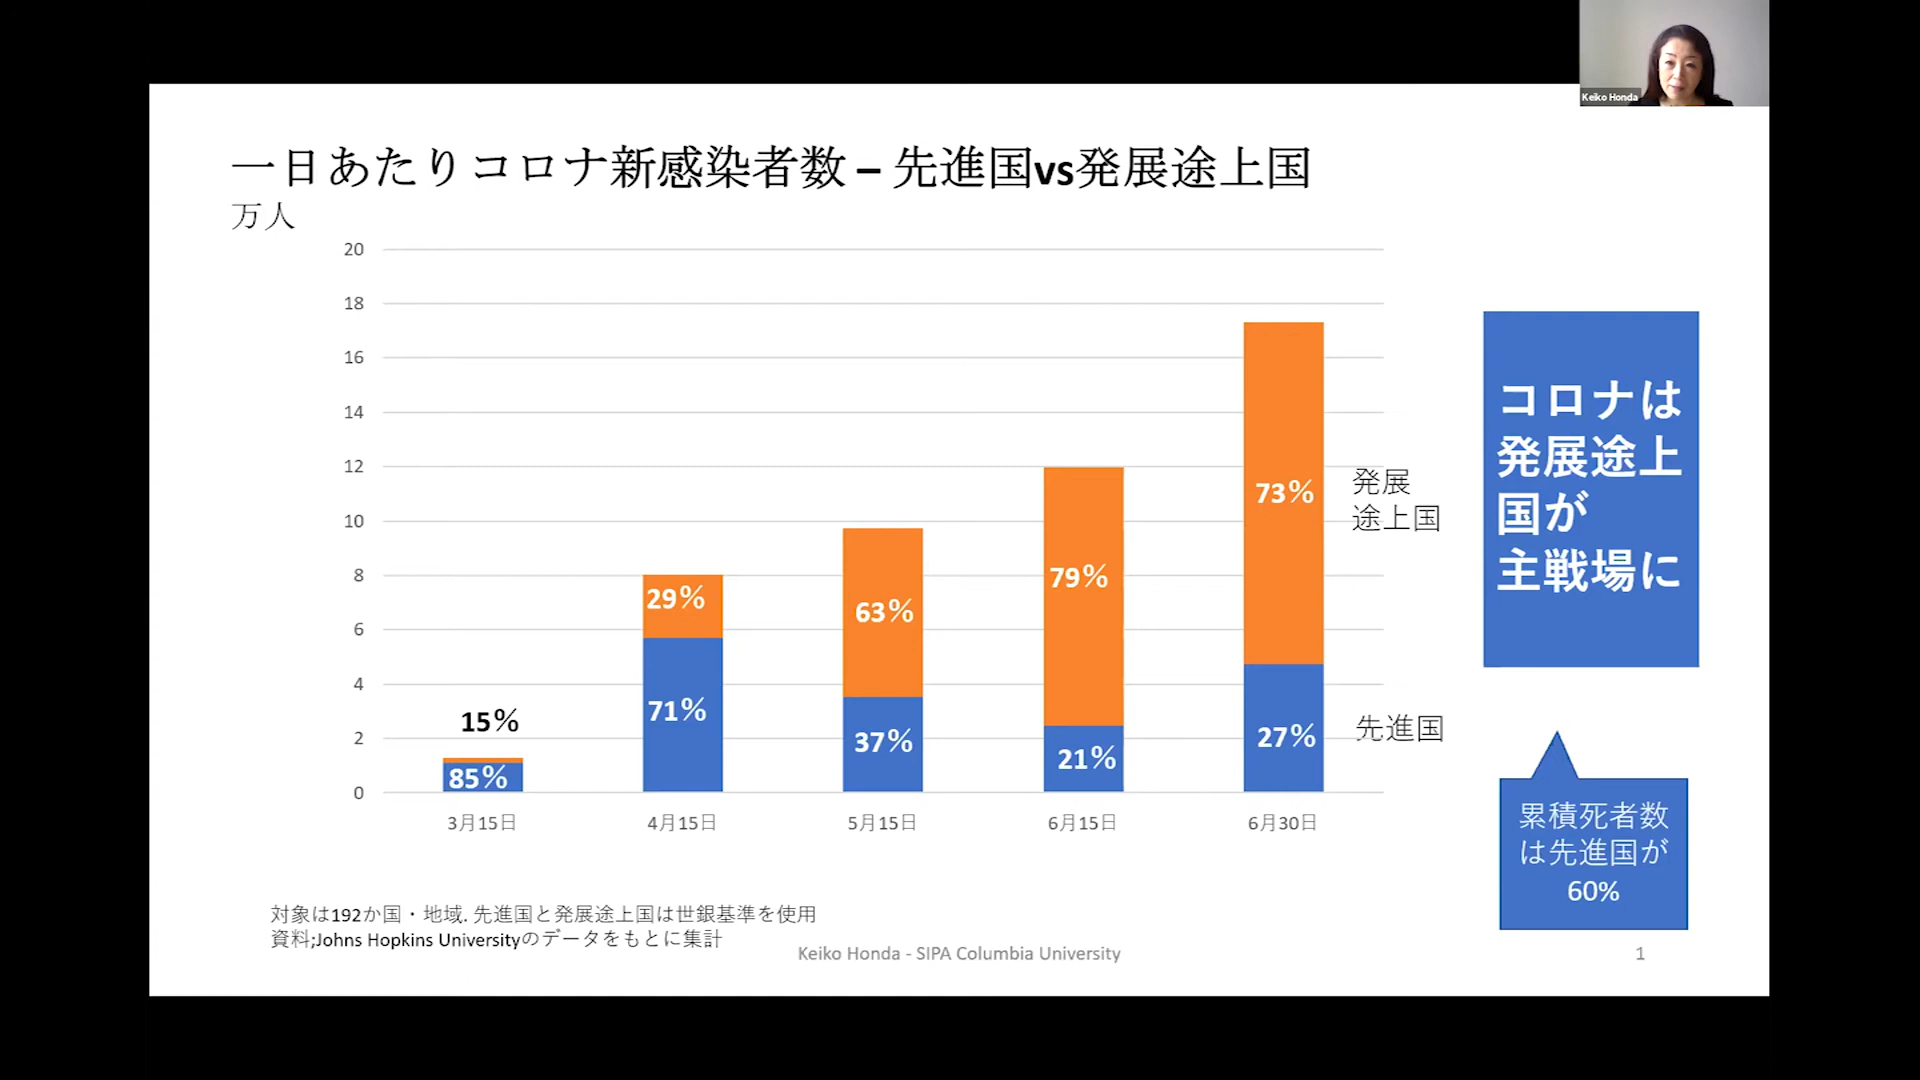 Keiko Honda
一日あたりコロナ新感染者数 – 先進国vs発展途上国
万人
20
18
16
14
12
10
8
6
4
2
0
15%
85%
29%
71%
63%
37%
79%
21%
73%
27%
発展
途上国
先進国
3月15日
4月15日
5月15日
6月15日
6月30日
コロナは
発展途上
国が
主戦場に
累積死者数
は先進国が
60%
対象は192か国・地域. 先進国と発展途上国は世銀基準を使用
資料;Johns Hopkins Universityのデータをもとに集計
Keiko Honda - SIPA Columbia University
1